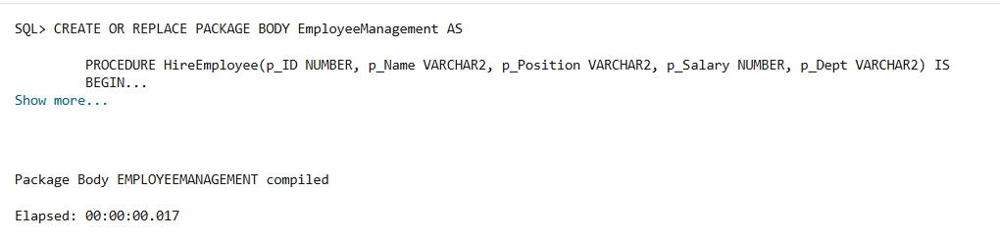 SQL> CREATE OR REPLACE PACKAGE BODY EmployeeManagement AS
PROCEDURE HireEmployee(p_ID NUMBER, p_Name VARCHAR2, p_Position VARCHAR2, p_Salary NUMBER, p_Dept VARCHAR2) IS
BEGIN...
Show more...
Package Body EMPLOYEEMANAGEMENT compiled
Elapsed: 00:00:00.017